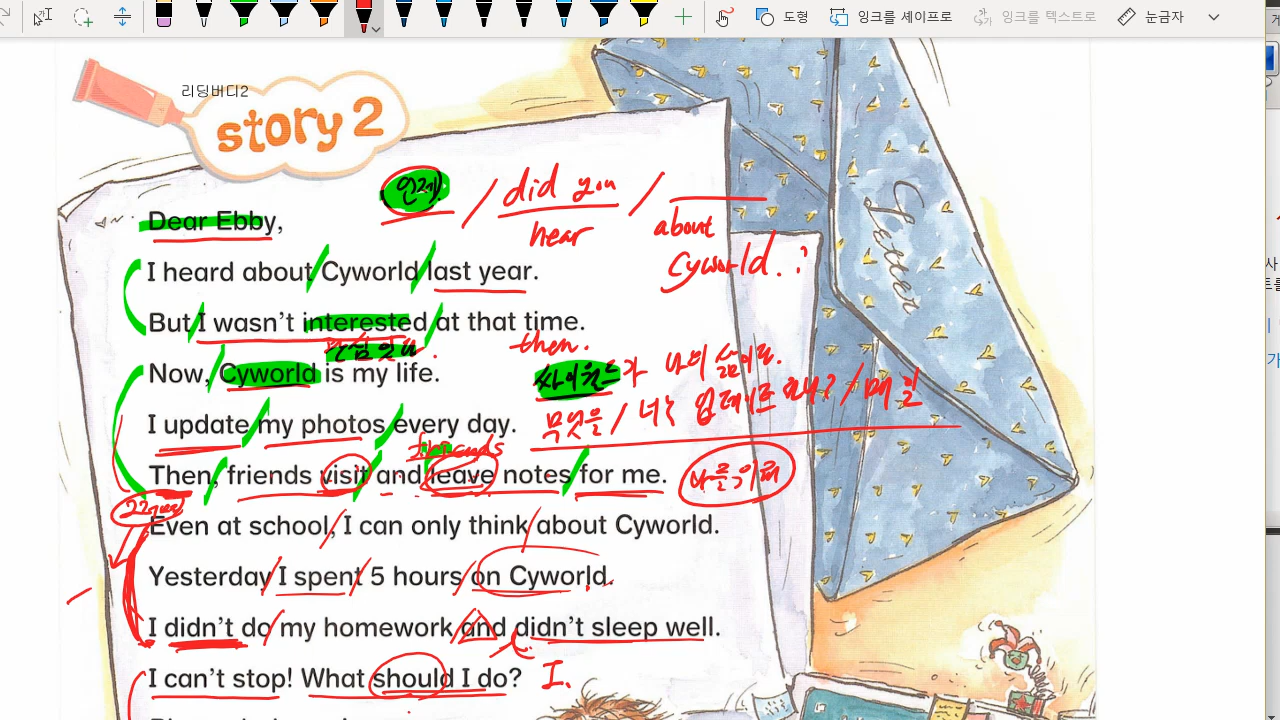 도형
잉크를 셰이프로
잉크를 텍스트로
눈금자
리딩버디2
story 2
언제 / did you / 
hear
about
Cyworld.?
Dear Ebby,
I heard about Cyworld last year.
But I wasn't interested at that time.
관심 있는.
then.
Now, Cyworld is my life.
싸이월드가 나의 삶이다.
I update my photos every day.
무엇을 / 너는 업데이트 하니? / 매일
friends
Then, friends visit and leave notes for me.
나를 위해
Even at school, I can only think about Cyworld.
Yesterday I spent 5 hours on Cyworld.
I didn't do my homework and didn't sleep well.
I can't stop! What should I do?
I.
Letter